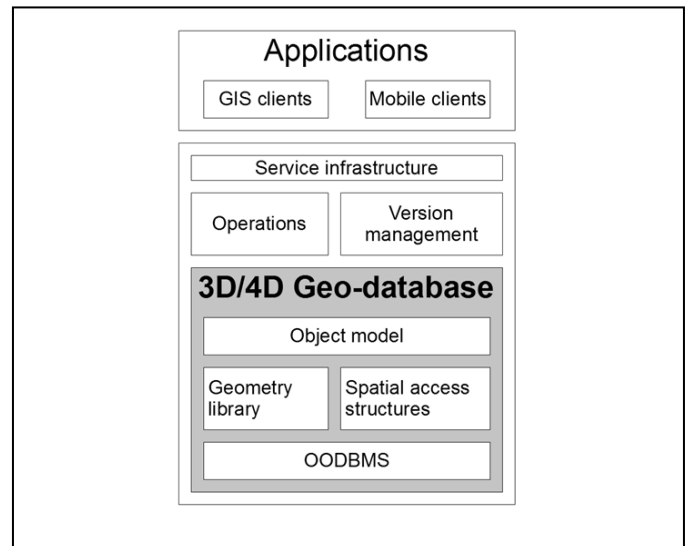 Applications
GIS clients
Mobile clients
Service infrastructure
Operations
Version
management
3D/4D Geo-database
Object model
Geometry
library
Spatial access
structures
OODBMS